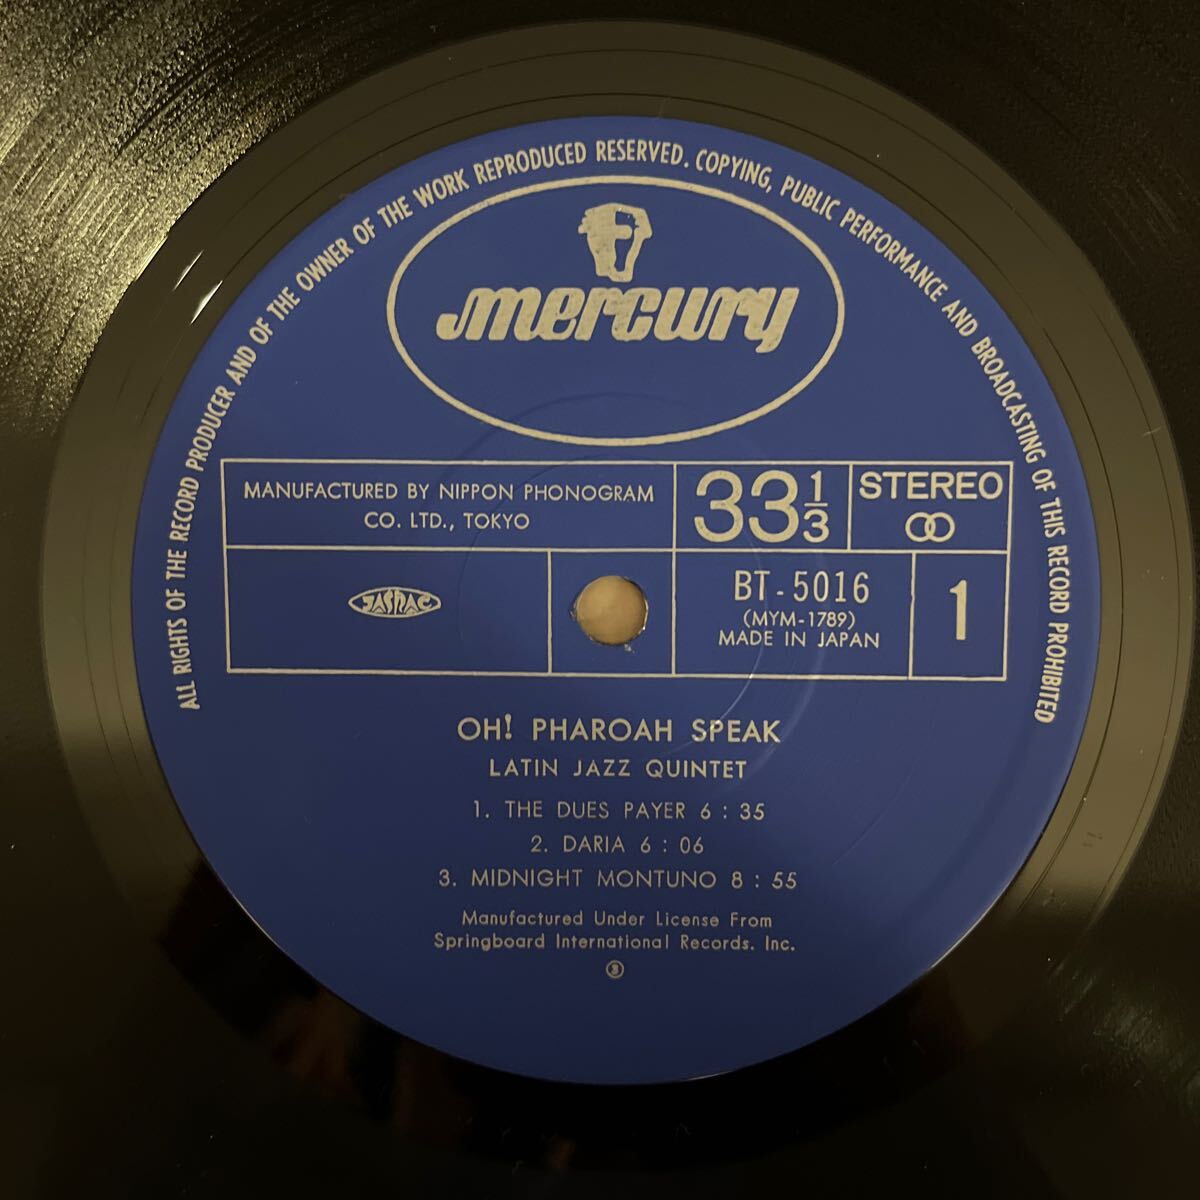 ALL RIGHTS OF THE RECORD PRODUCER AND OF THE OWNER OF THE WORK REPRODUCED RESERVED. COPYING, PUBLIC PERFORMANCE AND BROADCASTING OF THIS RECORD PROHIBITED
mercury
MANUFACTURED BY NIPPON PHONOGRAM
CO. LTD., TOKYO
33 1/3
STEREO
JASRAC
BT-5016
(MYM-1789)
MADE IN JAPAN
1
OH! PHAROAH SPEAK
LATIN JAZZ QUINTET
1. THE DUES PAYER 6 : 35
2. DARIA 6 : 06
3. MIDNIGHT MONTUNO 8 : 55
Manufactured Under License From
Springboard International Records. Inc.